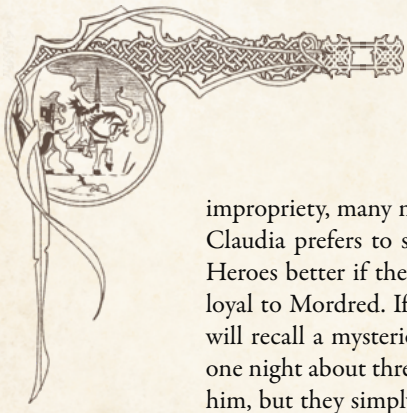 impropriety, many m
Claudia prefers to s
Heroes better if the
loyal to Mordred. If
will recall a mysteri
one night about thre
him, but they simpl